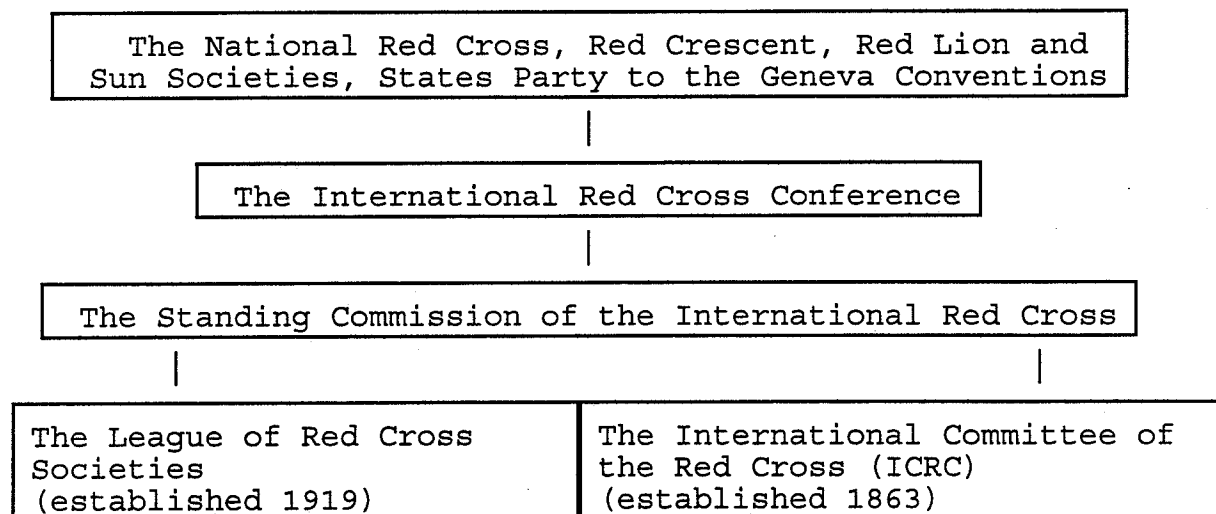 The National Red Cross, Red Crescent, Red Lion and
Sun Societies, States Party to the Geneva Conventions
The International Red Cross Conference
The Standing Commission of the International Red Cross
The League of Red Cross
Societies
(established 1919)
The International Committee of
the Red Cross (ICRC)
(established 1863)